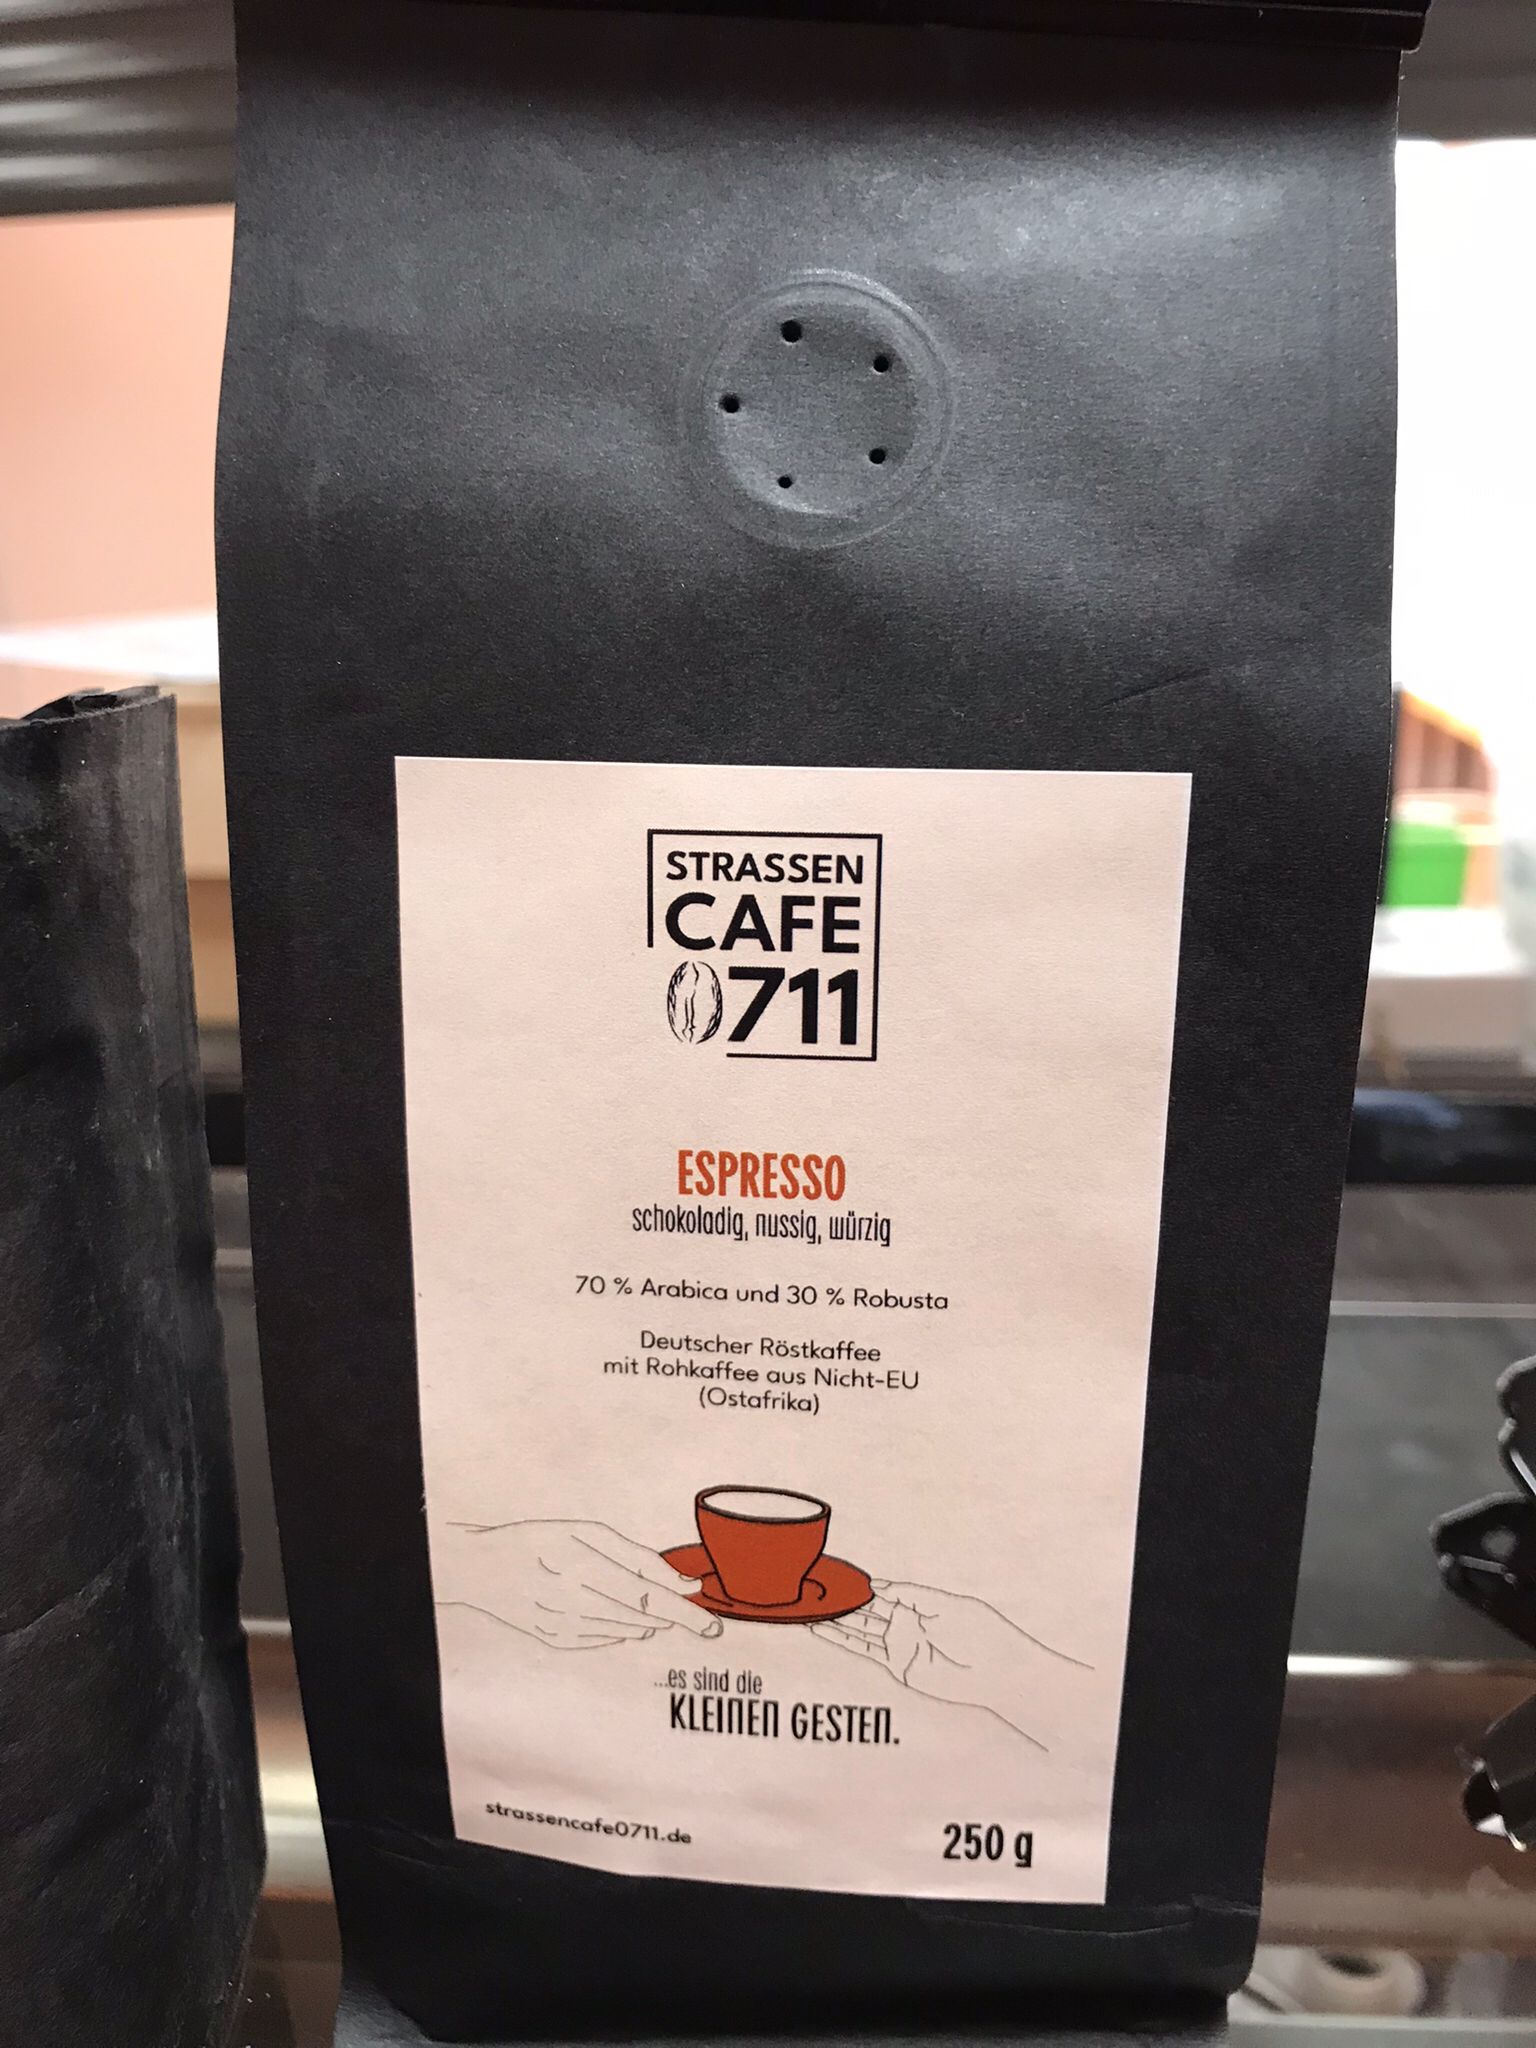 STRASSEN
CAFE
0711
ESPRESSO
schokoladig, nussig, würzig
70 % Arabica und 30 % Robusta
Deutscher Röstkaffee
mit Rohkaffee aus Nicht-EU
(Ostafrika)
...es sind die
KLEINEN GESTEN.
strassencafe0711.de
250 g